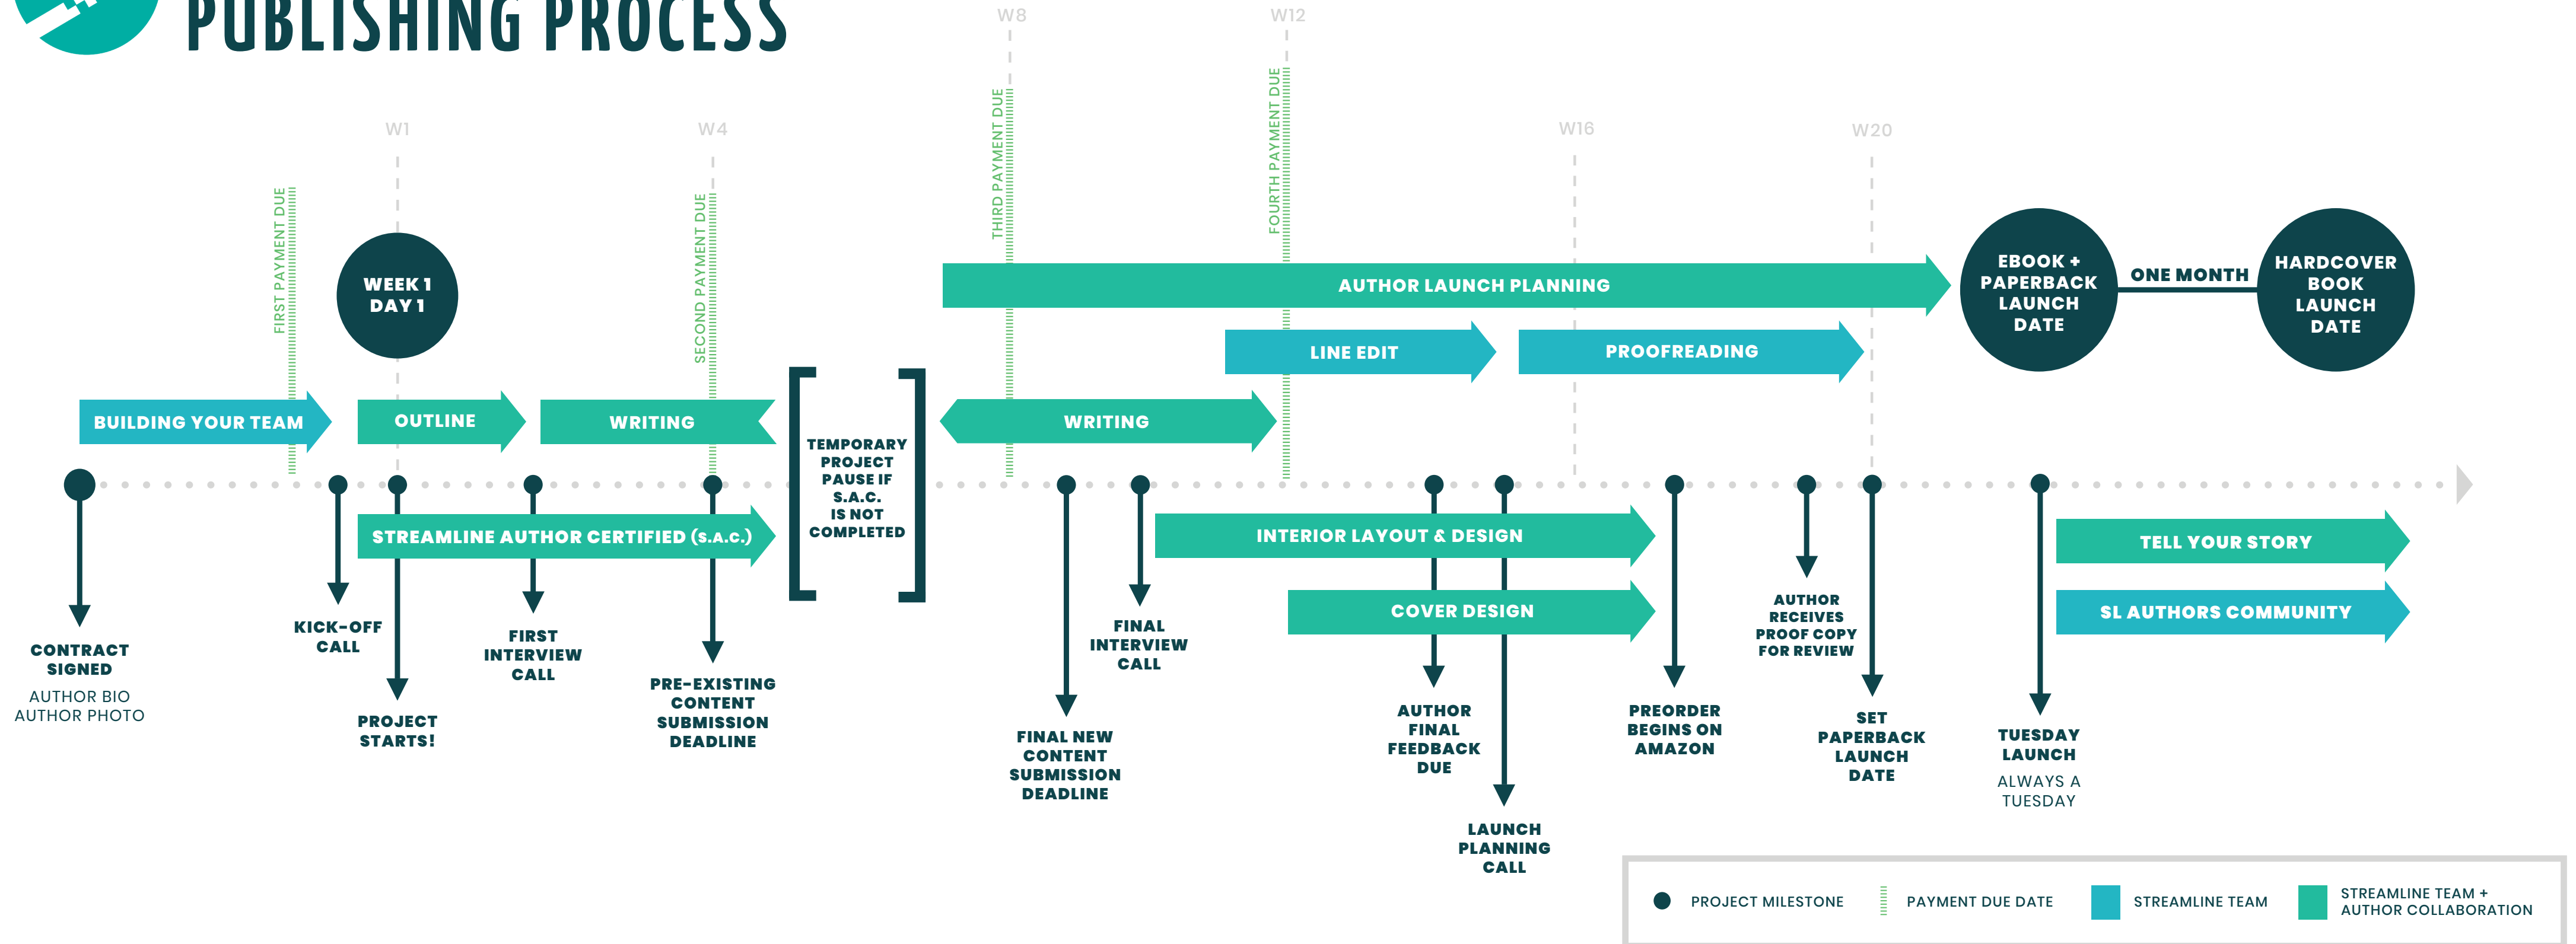 PUBLISHING PROCESS
W8
W12
W1
W4
W16
W20
FIRST PAYMENT DUE
SECOND PAYMENT DUE
THIRD PAYMENT DUE
FOURTH PAYMENT DUE
WEEK 1
DAY 1
AUTHOR LAUNCH PLANNING
EBOOK +
PAPERBACK
LAUNCH
DATE
ONE MONTH
HARDCOVER
BOOK
LAUNCH
DATE
LINE EDIT
PROOFREADING
BUILDING YOUR TEAM
OUTLINE
WRITING
TEMPORARY
PROJECT
PAUSE IF
S.A.C.
IS NOT
COMPLETED
WRITING
STREAMLINE AUTHOR CERTIFIED (S.A.C.)
INTERIOR LAYOUT & DESIGN
COVER DESIGN
TELL YOUR STORY
SL AUTHORS COMMUNITY
CONTRACT
SIGNED
AUTHOR BIO
AUTHOR PHOTO
KICK-OFF
CALL
PROJECT
STARTS!
FIRST
INTERVIEW
CALL
PRE-EXISTING
CONTENT
SUBMISSION
DEADLINE
FINAL NEW
CONTENT
SUBMISSION
DEADLINE
FINAL
INTERVIEW
CALL
AUTHOR
FINAL
FEEDBACK
DUE
LAUNCH
PLANNING
CALL
PREORDER
BEGINS ON
AMAZON
AUTHOR
RECEIVES
PROOF COPY
FOR REVIEW
SET
PAPERBACK
LAUNCH
DATE
TUESDAY
LAUNCH
ALWAYS A
TUESDAY
PROJECT MILESTONE
PAYMENT DUE DATE
STREAMLINE TEAM
STREAMLINE TEAM +
AUTHOR COLLABORATION